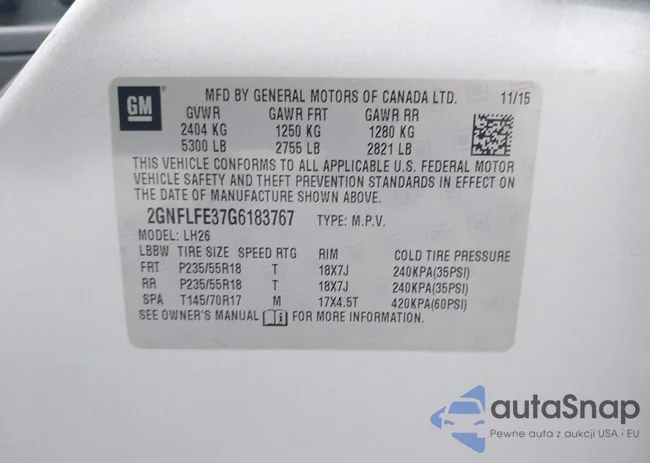 GM
MFD BY GENERAL MOTORS OF CANADA LTD. 11/15
GVWR GAWR FRT GAWR RR
2404 KG 1250 KG 1280 KG
5300 LB 2755 LB 2821 LB
THIS VEHICLE CONFORMS TO ALL APPLICABLE U.S. FEDERAL MOTOR
VEHICLE SAFETY AND THEFT PREVENTION STANDARDS IN EFFECT ON
THE DATE OF MANUFACTURE SHOWN ABOVE.
2GNFLFE37G6183767 TYPE: M.P.V.
MODEL: LH26
LBBW TIRE SIZE SPEED RTG RIM COLD TIRE PRESSURE
FRT P235/55R18 T 18X7J 240KPA(35PSI)
RR P235/55R18 T 18X7J 240KPA(35PSI)
SPA T145/70R17 M 17X4.5T 420KPA(60PSI)
SEE OWNER'S MANUAL FOR MORE INFORMATION.
autaSnap
Pewne auta z aukcji USA i EU